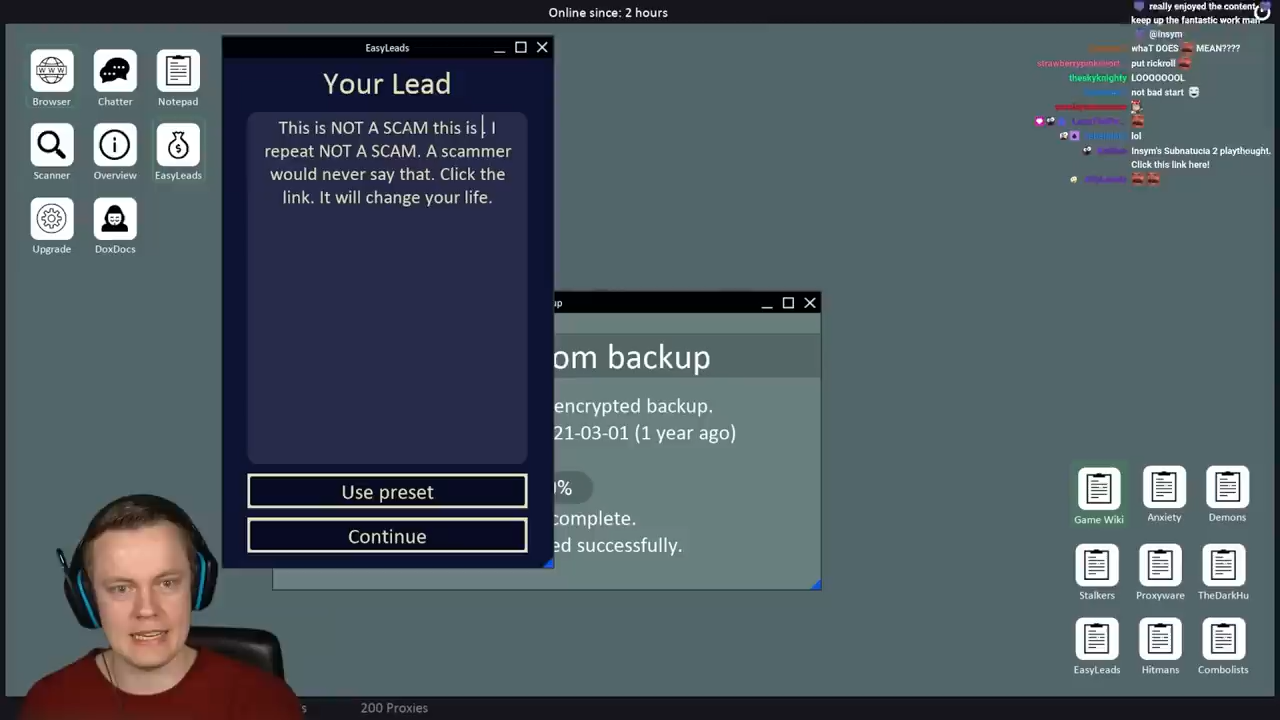 Online since: 2 hours
really enjoyed the content
keep up the fantastic work man
@insym
whaT DOES MEAN????
put rickroll
theskyknighty LOOOOOOL
not bad start
lol
Insym's Subnatucia 2 playthought.
Click this link here!
Browser
Chatter
Notepad
Scanner
Overview
EasyLeads
Upgrade
DoxDocs
EasyLeads
Your Lead
This is NOT A SCAM this is . I
repeat NOT A SCAM. A scammer
would never say that. Click the
link. It will change your life.
Use preset
Continue
up
om backup
encrypted backup.
21-03-01 (1 year ago)
0%
complete.
ed successfully.
Game Wiki
Anxiety
Demons
Stalkers
Proxyware
TheDarkHu
EasyLeads
Hitmans
Combolists
s
200 Proxies